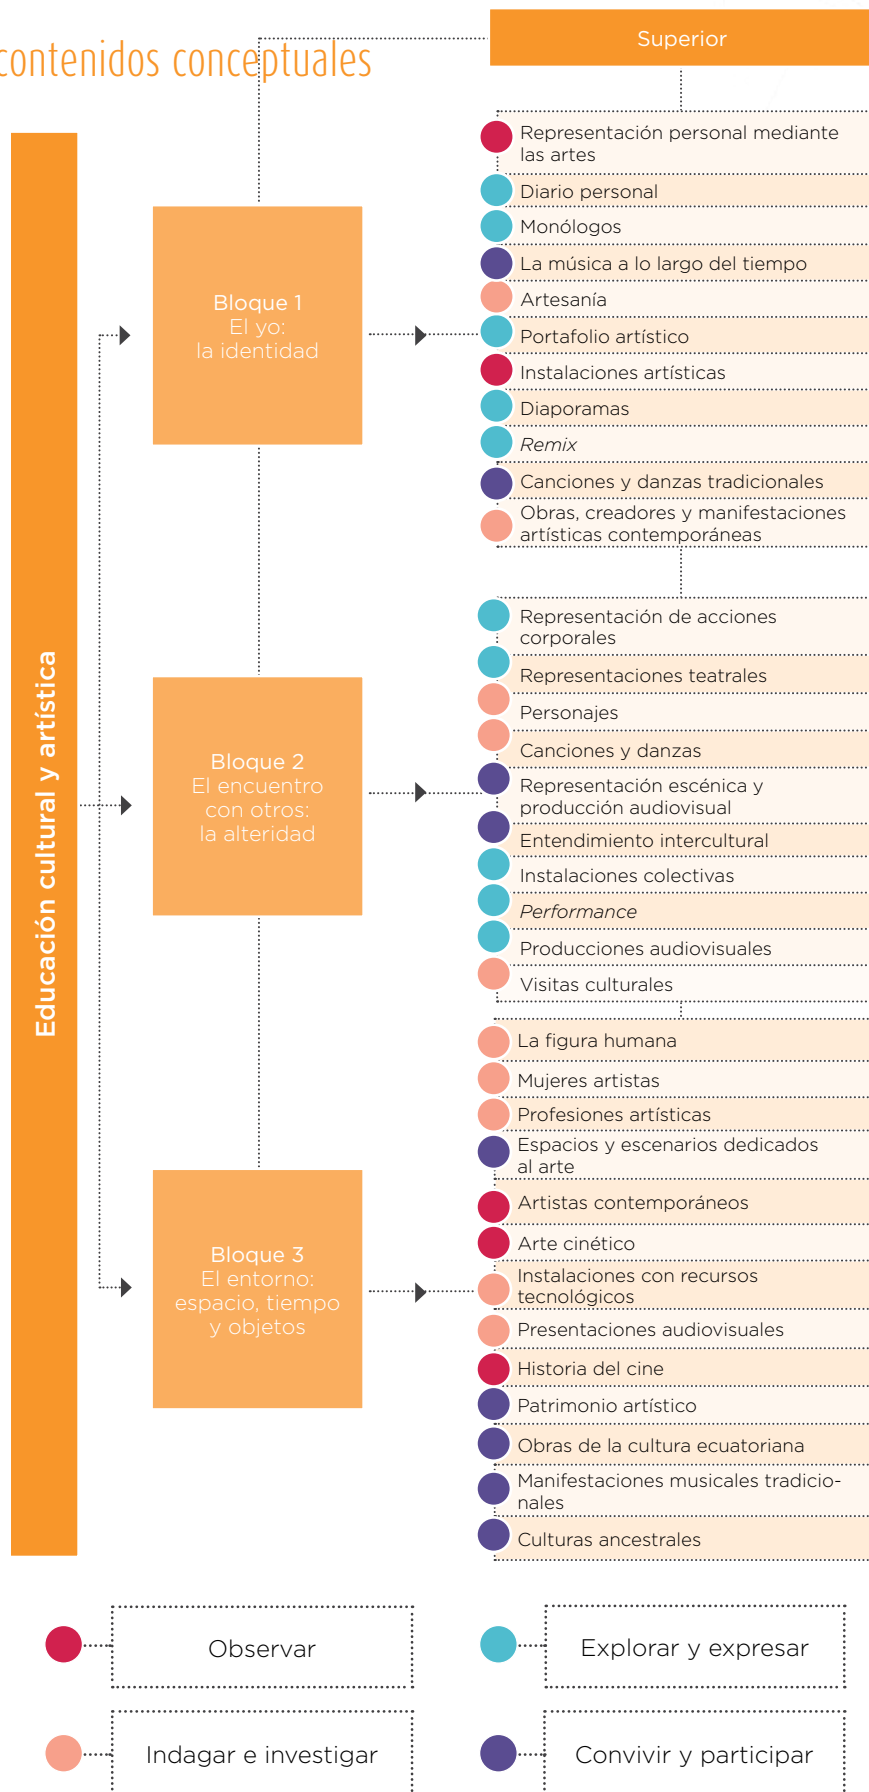 contenidos conceptuales
Superior
Educación cultural y artística
Bloque 1
El yo:
la identidad
Representación personal mediante
las artes
Diario personal
Monólogos
La música a lo largo del tiempo
Artesanía
Portafolio artístico
Instalaciones artísticas
Diaporamas
Remix
Canciones y danzas tradicionales
Obras, creadores y manifestaciones
artísticas contemporáneas
Bloque 2
El encuentro
con otros:
la alteridad
Representación de acciones
corporales
Representaciones teatrales
Personajes
Canciones y danzas
Representación escénica y
producción audiovisual
Entendimiento intercultural
Instalaciones colectivas
Performance
Producciones audiovisuales
Visitas culturales
Bloque 3
El entorno:
espacio, tiempo
y objetos
La figura humana
Mujeres artistas
Profesiones artísticas
Espacios y escenarios dedicados
al arte
Artistas contemporáneos
Arte cinético
Instalaciones con recursos
tecnológicos
Presentaciones audiovisuales
Historia del cine
Patrimonio artístico
Obras de la cultura ecuatoriana
Manifestaciones musicales tradicio-
nales
Culturas ancestrales
Observar
Explorar y expresar
Indagar e investigar
Convivir y participar